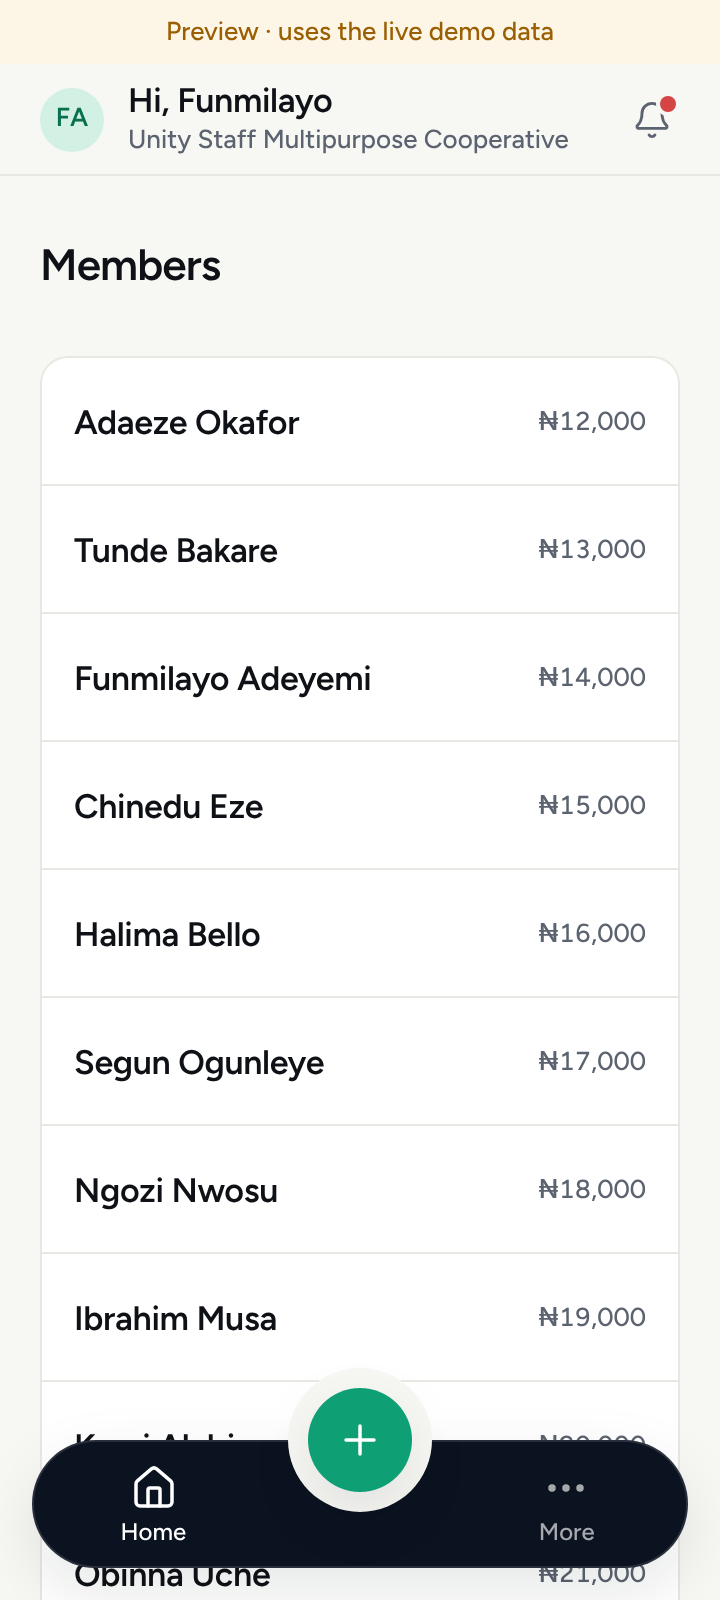 Preview · uses the live demo data
FA
Hi, Funmilayo
Unity Staff Multipurpose Cooperative
Members
Adaeze Okafor ₦12,000
Tunde Bakare ₦13,000
Funmilayo Adeyemi ₦14,000
Chinedu Eze ₦15,000
Halima Bello ₦16,000
Segun Ogunleye ₦17,000
Ngozi Nwosu ₦18,000
Ibrahim Musa ₦19,000
Home
More
Obinna Uche ₦21,000